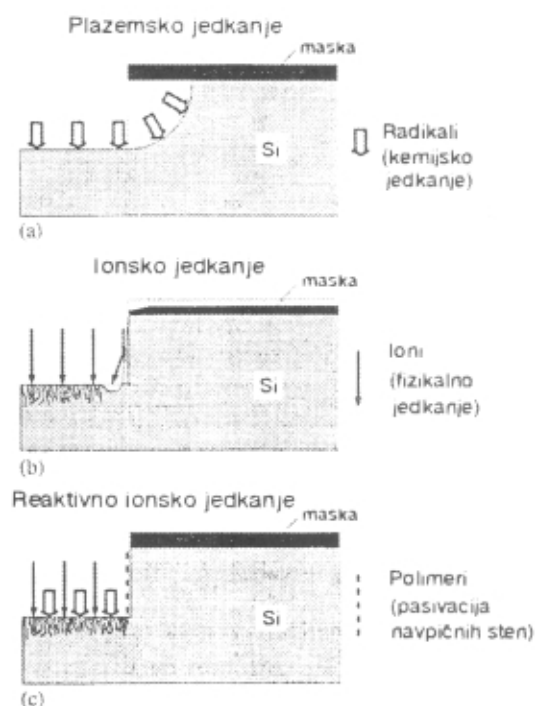 Plazemsko jedkanje
maska
Si
Radikali
(kemijsko
jedkanje)
(a)
Ionsko jedkanje
maska
Si
Ioni
(fizikalno
jedkanje)
(b)
Reaktivno ionsko jedkanje
maska
Si
Polimeri
(pasivacija
navpičnih sten)
(c)